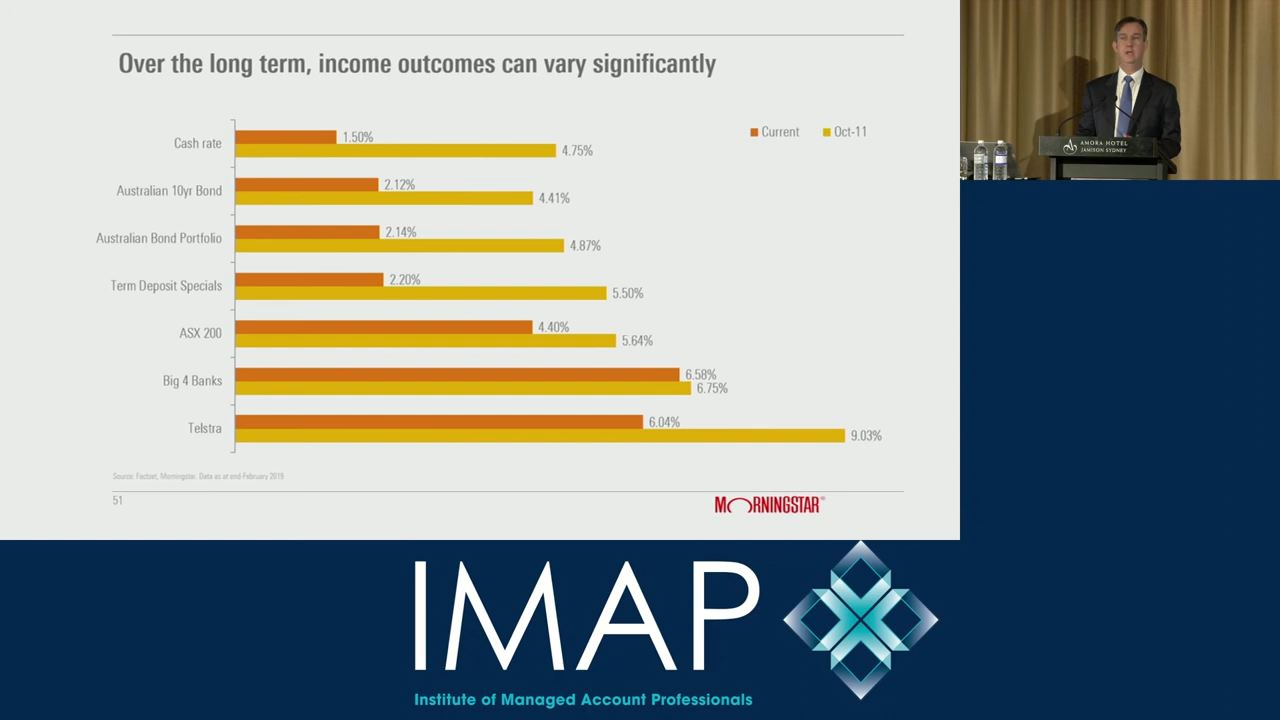 Over the long term, income outcomes can vary significantly
Current
Oct-11
Cash rate
1.50%
4.75%
Australian 10yr Bond
2.12%
4.41%
Australian Bond Portfolio
2.14%
4.87%
Term Deposit Specials
2.20%
5.50%
ASX 200
4.40%
5.64%
Big 4 Banks
6.58%
6.75%
Telstra
6.04%
9.03%
Source: Factset, Morningstar. Data as at end-February 2019
51
MORNINGSTAR
AMORA HOTEL
JAMISON SYDNEY
IMAP
Institute of Managed Account Professionals